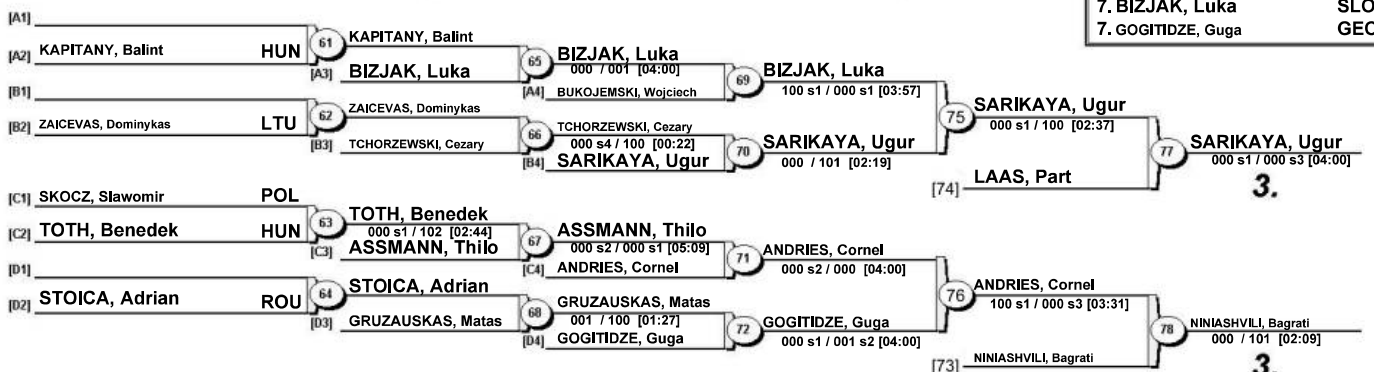 7. BIZJAK, Luka SLO
7. GOGITIDZE, Guga GEO
[A1]
[A2] KAPITANY, Balint HUN
61
KAPITANY, Balint
[A3] BIZJAK, Luka
65
BIZJAK, Luka
000 / 001 [04:00]
[A4] BUKOJEMSKI, Wojciech
69
BIZJAK, Luka
100 s1 / 000 s1 [03:57]
[B1]
[B2] ZAICEVAS, Dominykas LTU
62
ZAICEVAS, Dominykas
[B3] TCHORZEWSKI, Cezary
66
TCHORZEWSKI, Cezary
000 s4 / 100 [00:22]
[B4] SARIKAYA, Ugur
70
SARIKAYA, Ugur
000 / 101 [02:19]
75
SARIKAYA, Ugur
000 s1 / 100 [02:37]
[74] LAAS, Part
77
SARIKAYA, Ugur
000 s1 / 000 s3 [04:00]
3.
[C1] SKOCZ, Slawomir POL
[C2] TOTH, Benedek HUN
63
TOTH, Benedek
000 s1 / 102 [02:44]
[C3] ASSMANN, Thilo
67
ASSMANN, Thilo
000 s2 / 000 s1 [05:09]
[C4] ANDRIES, Cornel
71
ANDRIES, Cornel
000 s2 / 000 [04:00]
[D1]
[D2] STOICA, Adrian ROU
64
STOICA, Adrian
[D3] GRUZAUSKAS, Matas
68
GRUZAUSKAS, Matas
001 / 100 [01:27]
[D4] GOGITIDZE, Guga
72
GOGITIDZE, Guga
000 s1 / 001 s2 [04:00]
76
ANDRIES, Cornel
100 s1 / 000 s3 [03:31]
[73] NINIASHVILI, Bagrati
78
NINIASHVILI, Bagrati
000 / 101 [02:09]
3.